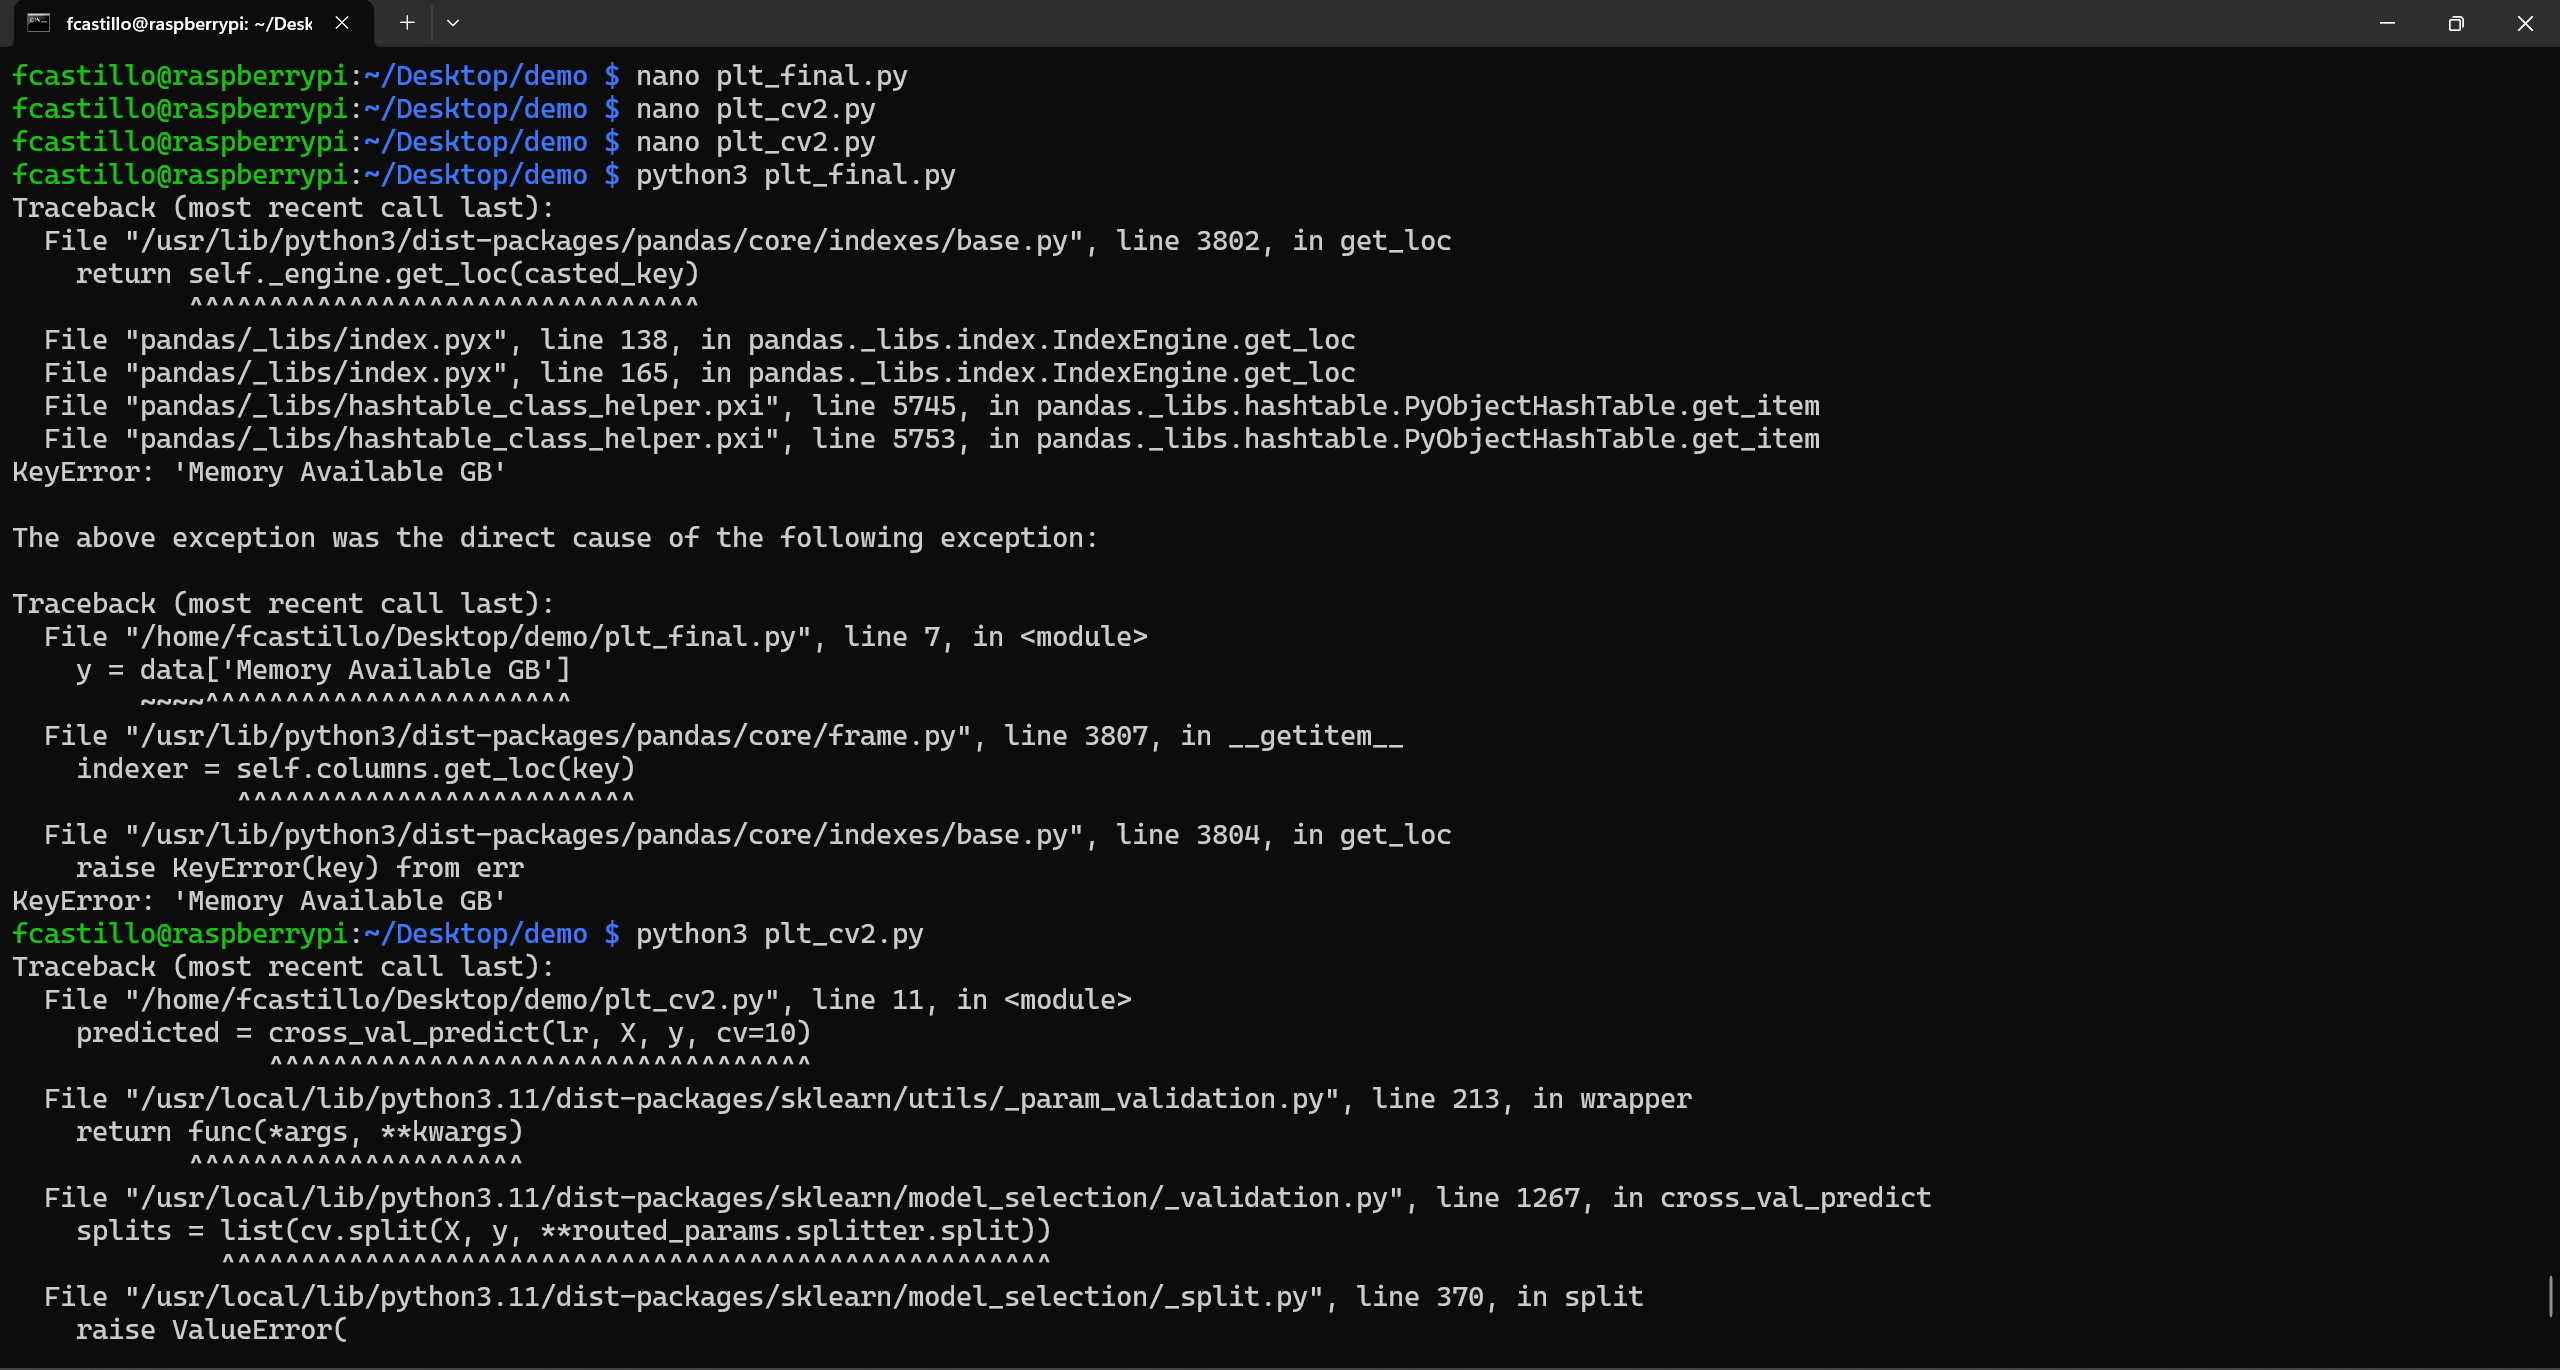 fcastillo@raspberrypi: ~/Desk
fcastillo@raspberrypi:~/Desktop/demo $ nano plt_final.py
fcastillo@raspberrypi:~/Desktop/demo $ nano plt_cv2.py
fcastillo@raspberrypi:~/Desktop/demo $ nano plt_cv2.py
fcastillo@raspberrypi:~/Desktop/demo $ python3 plt_final.py
Traceback (most recent call last):
  File "/usr/lib/python3/dist-packages/pandas/core/indexes/base.py", line 3802, in get_loc
    return self._engine.get_loc(casted_key)
           ^^^^^^^^^^^^^^^^^^^^^^^^^^^^^^^^
  File "pandas/_libs/index.pyx", line 138, in pandas._libs.index.IndexEngine.get_loc
  File "pandas/_libs/index.pyx", line 165, in pandas._libs.index.IndexEngine.get_loc
  File "pandas/_libs/hashtable_class_helper.pxi", line 5745, in pandas._libs.hashtable.PyObjectHashTable.get_item
  File "pandas/_libs/hashtable_class_helper.pxi", line 5753, in pandas._libs.hashtable.PyObjectHashTable.get_item
KeyError: 'Memory Available GB'

The above exception was the direct cause of the following exception:

Traceback (most recent call last):
  File "/home/fcastillo/Desktop/demo/plt_final.py", line 7, in <module>
    y = data['Memory Available GB']
        ~~~~^^^^^^^^^^^^^^^^^^^^^^^
  File "/usr/lib/python3/dist-packages/pandas/core/frame.py", line 3807, in __getitem__
    indexer = self.columns.get_loc(key)
              ^^^^^^^^^^^^^^^^^^^^^^^^^
  File "/usr/lib/python3/dist-packages/pandas/core/indexes/base.py", line 3804, in get_loc
    raise KeyError(key) from err
KeyError: 'Memory Available GB'
fcastillo@raspberrypi:~/Desktop/demo $ python3 plt_cv2.py
Traceback (most recent call last):
  File "/home/fcastillo/Desktop/demo/plt_cv2.py", line 11, in <module>
    predicted = cross_val_predict(lr, X, y, cv=10)
                ^^^^^^^^^^^^^^^^^^^^^^^^^^^^^^^^^^
  File "/usr/local/lib/python3.11/dist-packages/sklearn/utils/_param_validation.py", line 213, in wrapper
    return func(*args, **kwargs)
           ^^^^^^^^^^^^^^^^^^^^^
  File "/usr/local/lib/python3.11/dist-packages/sklearn/model_selection/_validation.py", line 1267, in cross_val_predict
    splits = list(cv.split(X, y, **routed_params.splitter.split))
             ^^^^^^^^^^^^^^^^^^^^^^^^^^^^^^^^^^^^^^^^^^^^^^^^^^^^
  File "/usr/local/lib/python3.11/dist-packages/sklearn/model_selection/_split.py", line 370, in split
    raise ValueError(